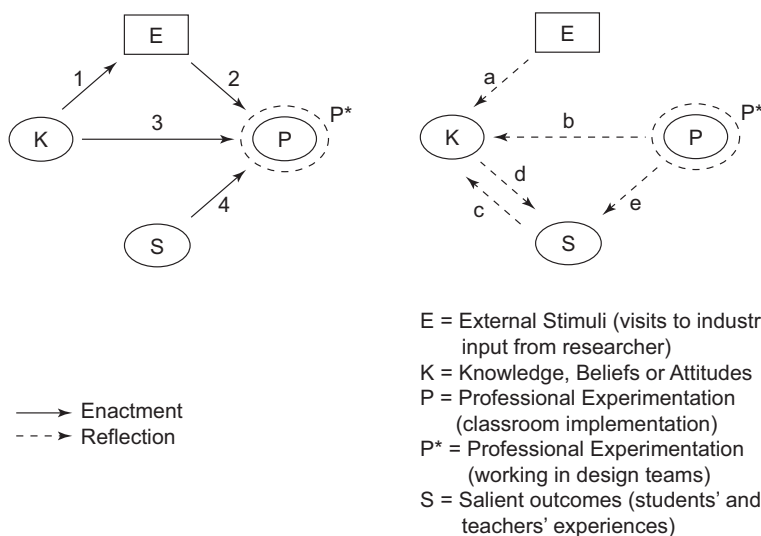 E
1
2
K
3
P
P*
4
S
E
a
K
b
P
P*
d
c
e
S
Enactment
Reflection
E = External Stimuli (visits to industr
input from researcher)
K = Knowledge, Beliefs or Attitudes
P = Professional Experimentation
(classroom implementation)
P* = Professional Experimentation
(working in design teams)
S = Salient outcomes (students' and
teachers' experiences)